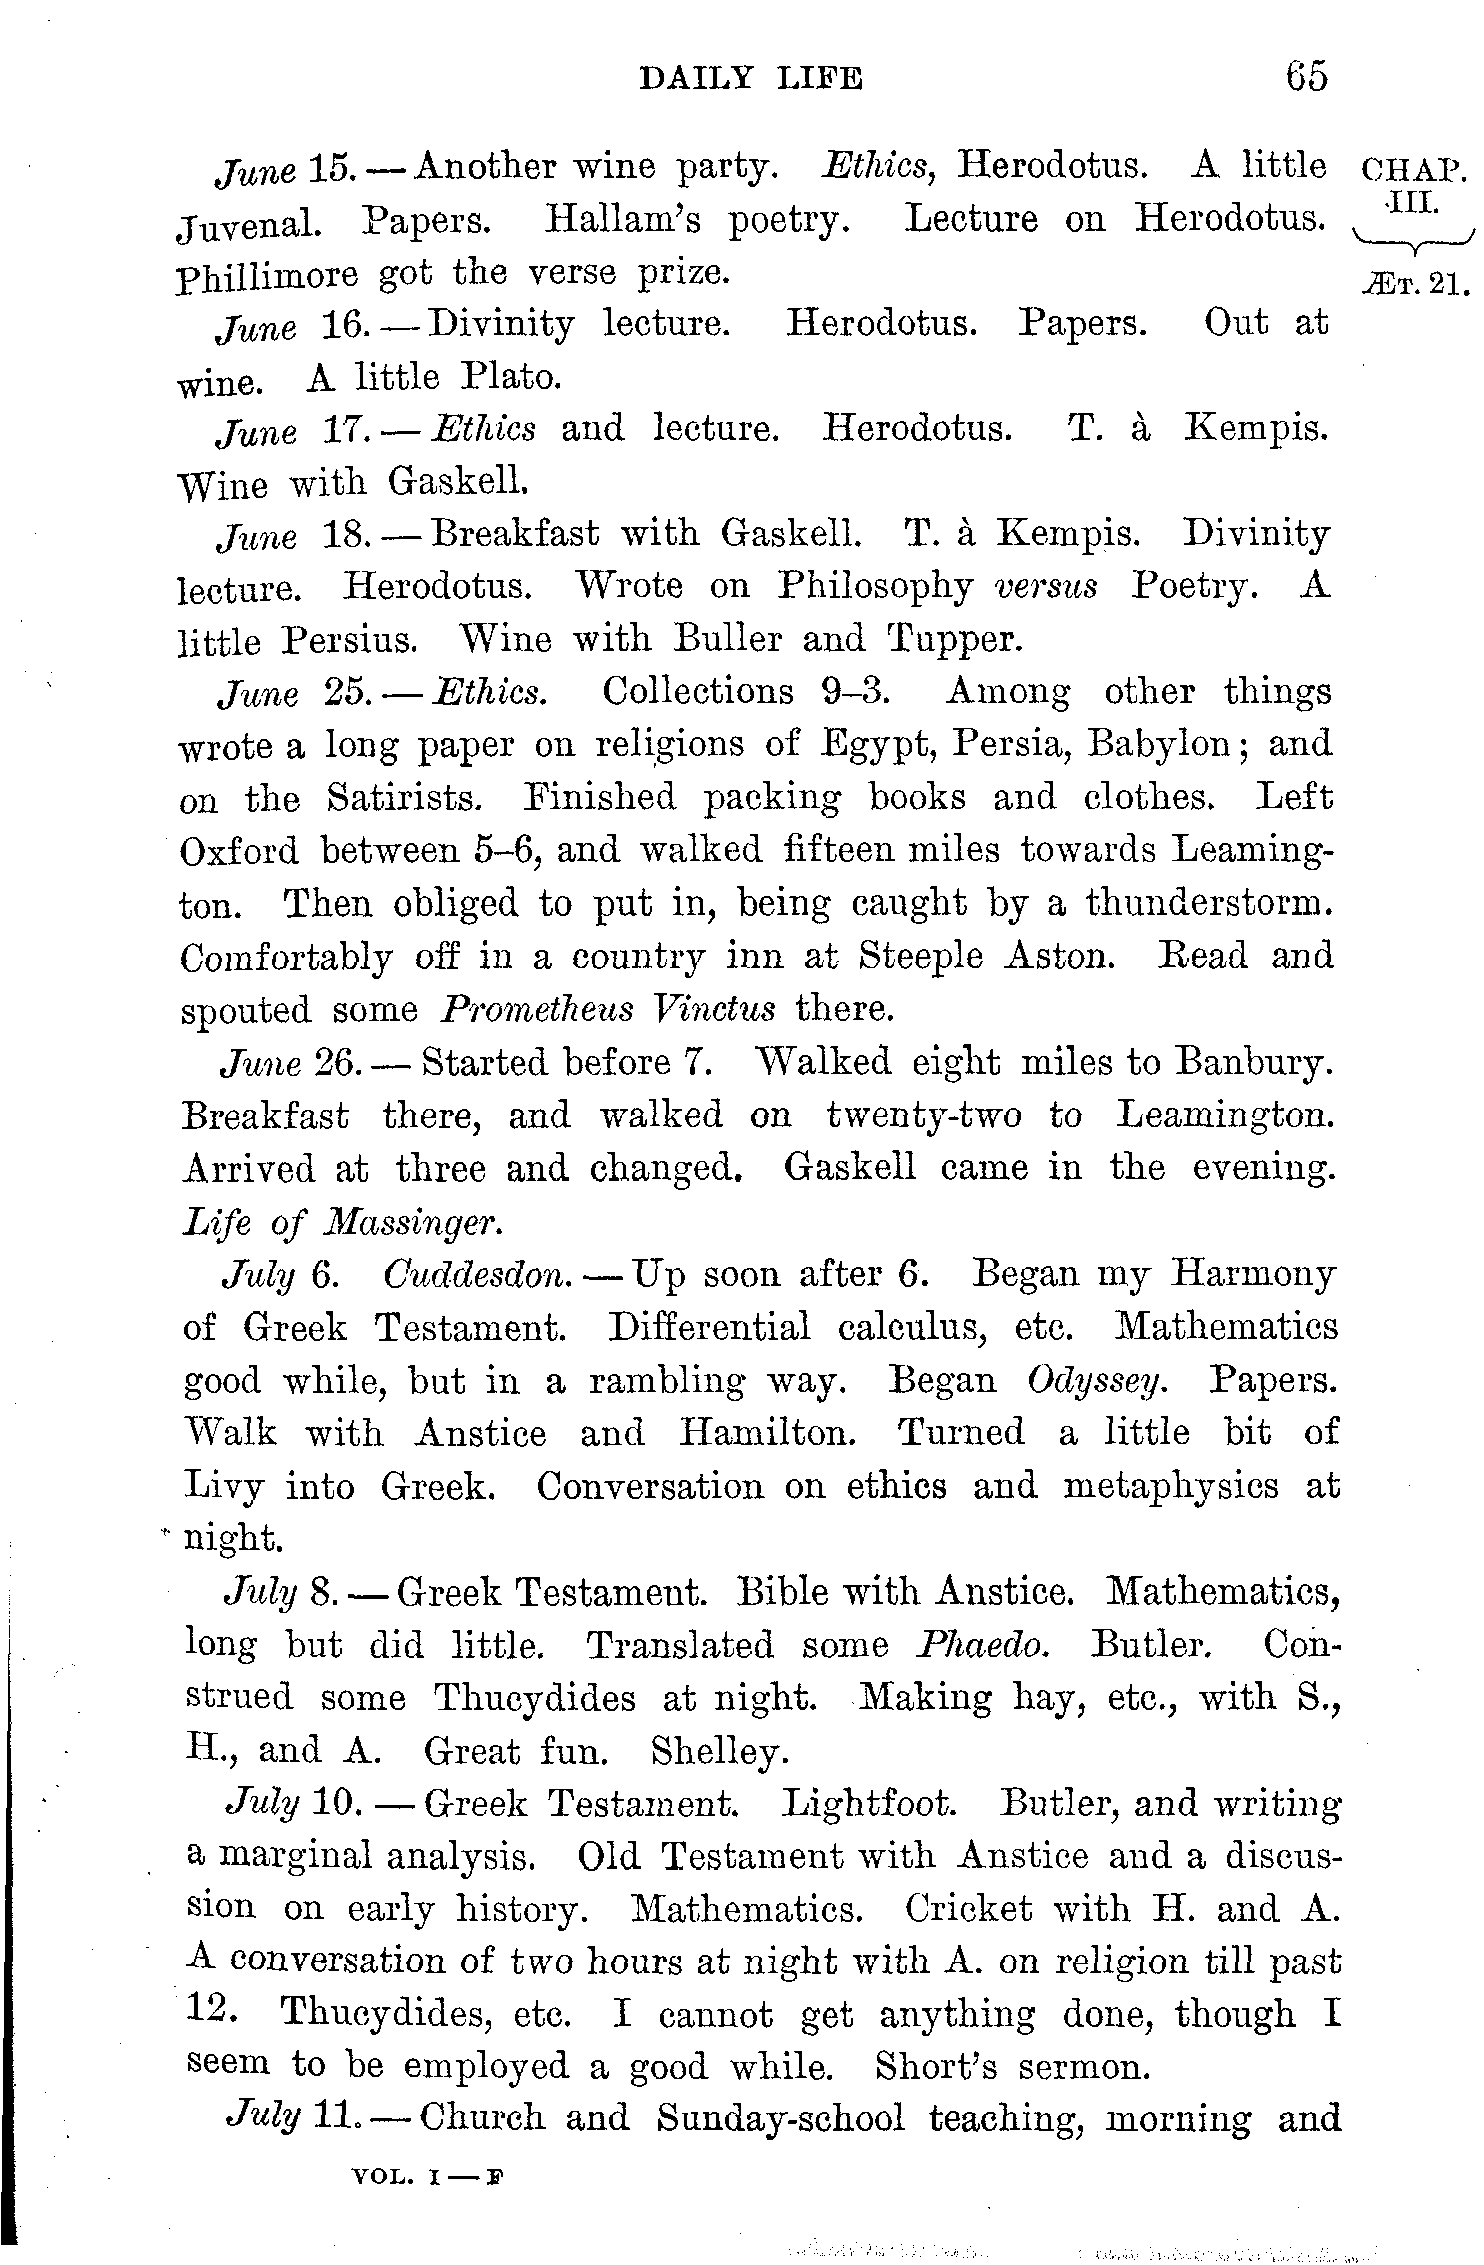 DAILY LIFE 65
June 15. — Another wine party. Ethics, Herodotus. A little
Juvenal. Papers. Hallam's poetry. Lecture on Herodotus.
Phillimore got the verse prize.
CHAP.
III.
ÆT. 21.
June 16. — Divinity lecture. Herodotus. Papers. Out at
wine. A little Plato.
June 17. — Ethics and lecture. Herodotus. T. à Kempis.
Wine with Gaskell.
June 18. — Breakfast with Gaskell. T. à Kempis. Divinity
lecture. Herodotus. Wrote on Philosophy versus Poetry. A
little Persius. Wine with Buller and Tupper.
June 25. — Ethics. Collections 9–3. Among other things
wrote a long paper on religions of Egypt, Persia, Babylon; and
on the Satirists. Finished packing books and clothes. Left
Oxford between 5–6, and walked fifteen miles towards Leaming-
ton. Then obliged to put in, being caught by a thunderstorm.
Comfortably off in a country inn at Steeple Aston. Read and
spouted some Prometheus Vinctus there.
June 26. — Started before 7. Walked eight miles to Banbury.
Breakfast there, and walked on twenty-two to Leamington.
Arrived at three and changed. Gaskell came in the evening.
Life of Massinger.
July 6. Cuddesdon. — Up soon after 6. Began my Harmony
of Greek Testament. Differential calculus, etc. Mathematics
good while, but in a rambling way. Began Odyssey. Papers.
Walk with Anstice and Hamilton. Turned a little bit of
Livy into Greek. Conversation on ethics and metaphysics at
night.
July 8. — Greek Testament. Bible with Anstice. Mathematics,
long but did little. Translated some Phaedo. Butler. Con-
strued some Thucydides at night. Making hay, etc., with S.,
H., and A. Great fun. Shelley.
July 10. — Greek Testament. Lightfoot. Butler, and writing
a marginal analysis. Old Testament with Anstice and a discus-
sion on early history. Mathematics. Cricket with H. and A.
A conversation of two hours at night with A. on religion till past
12. Thucydides, etc. I cannot get anything done, though I
seem to be employed a good while. Short's sermon.
July 11. — Church and Sunday-school teaching, morning and
VOL. I — F